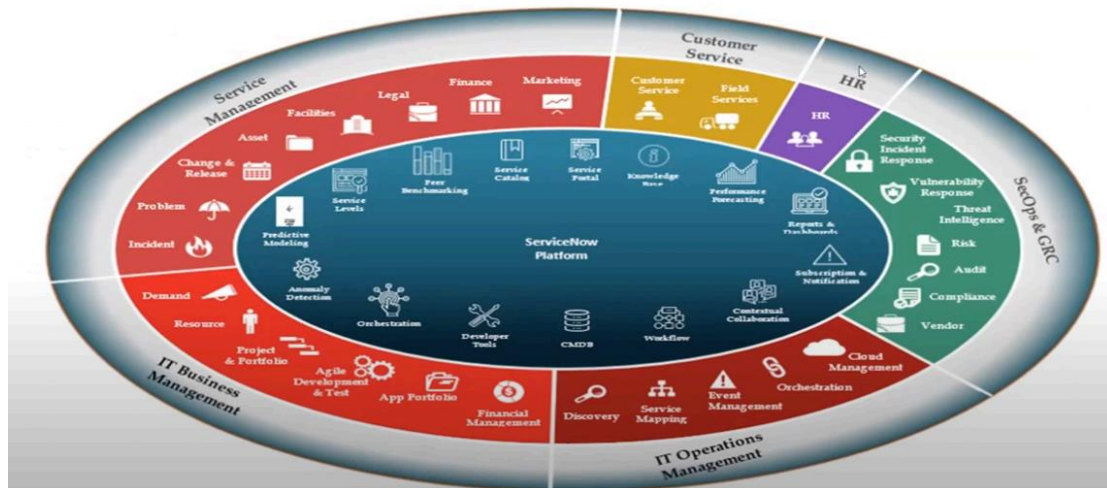 Service
Management
Customer
Service
HR
SecOps & GRC
IT Operations
Management
IT Business
Management
Incident
Problem
Change &
Release
Asset
Facilities
Legal
Finance
Marketing
Customer
Service
Field
Services
HR
Security
Incident
Response
Vulnerability
Response
Threat
Intelligence
Risk
Audit
Compliance
Vendor
Cloud
Management
Orchestration
Event
Management
Service
Mapping
Discovery
Financial
Management
App Portfolio
Agile
Development
& Test
Project
& Portfolio
Resource
Demand
Predictive
Modeling
Service
Levels
Peer
Benchmarking
Service
Catalog
Service
Portal
Knowledge
Base
Performance
Forecasting
Reports &
Dashboards
Subscription &
Notification
Contextual
Collaboration
Workflow
CMDB
Developer
Tools
Orchestration
Anomaly
Detection
ServiceNow
Platform